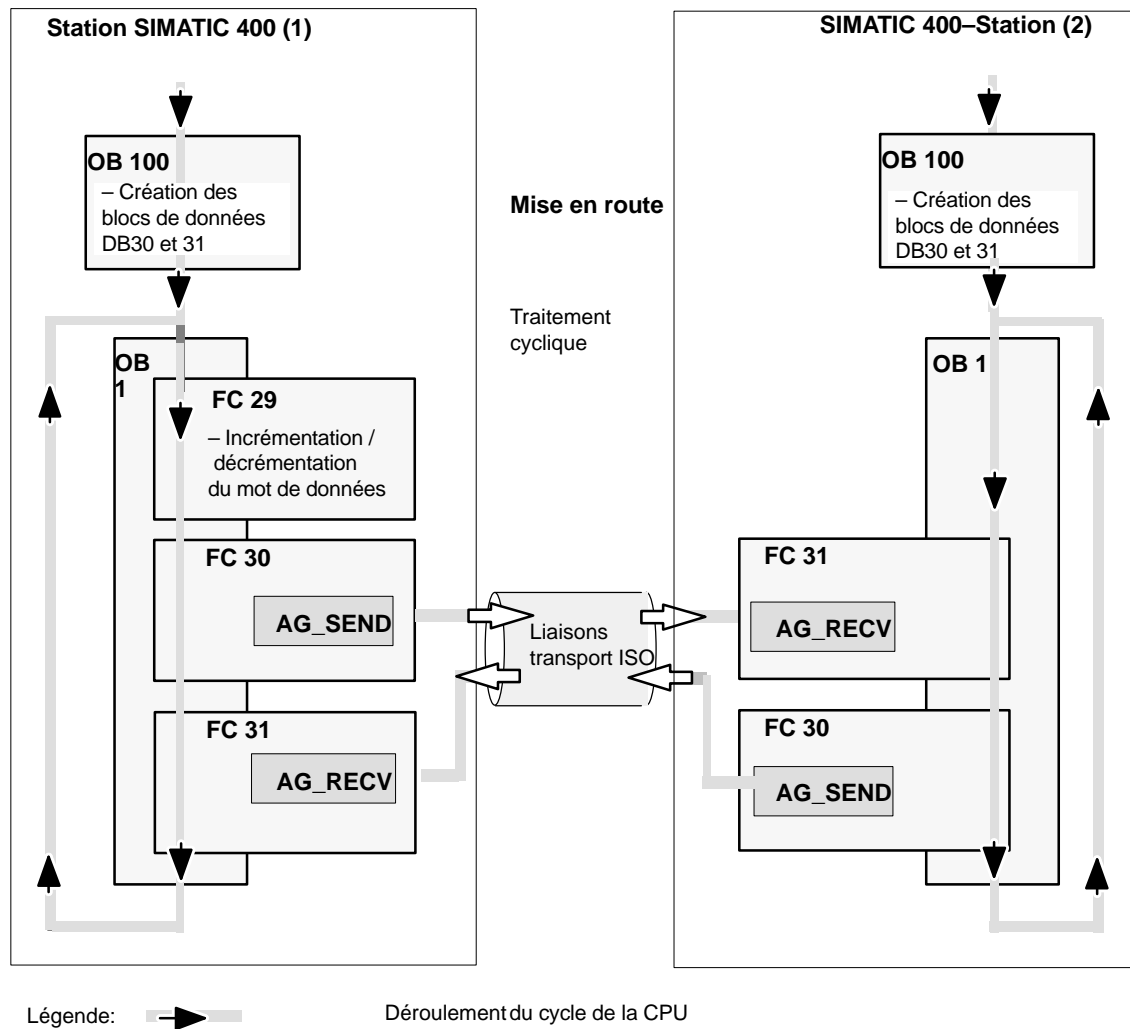 Station SIMATIC 400 (1)
OB 100
– Création des
blocs de données
DB30 et 31
OB
1
FC 29
– Incrémentation /
décrémentation
du mot de données
FC 30
AG_SEND
FC 31
AG_RECV
Mise en route
Traitement
cyclique
Liaisons
transport ISO
SIMATIC 400–Station (2)
OB 100
– Création des
blocs de données
DB30 et 31
OB 1
FC 31
AG_RECV
FC 30
AG_SEND
Légende:
Déroulement du cycle de la CPU